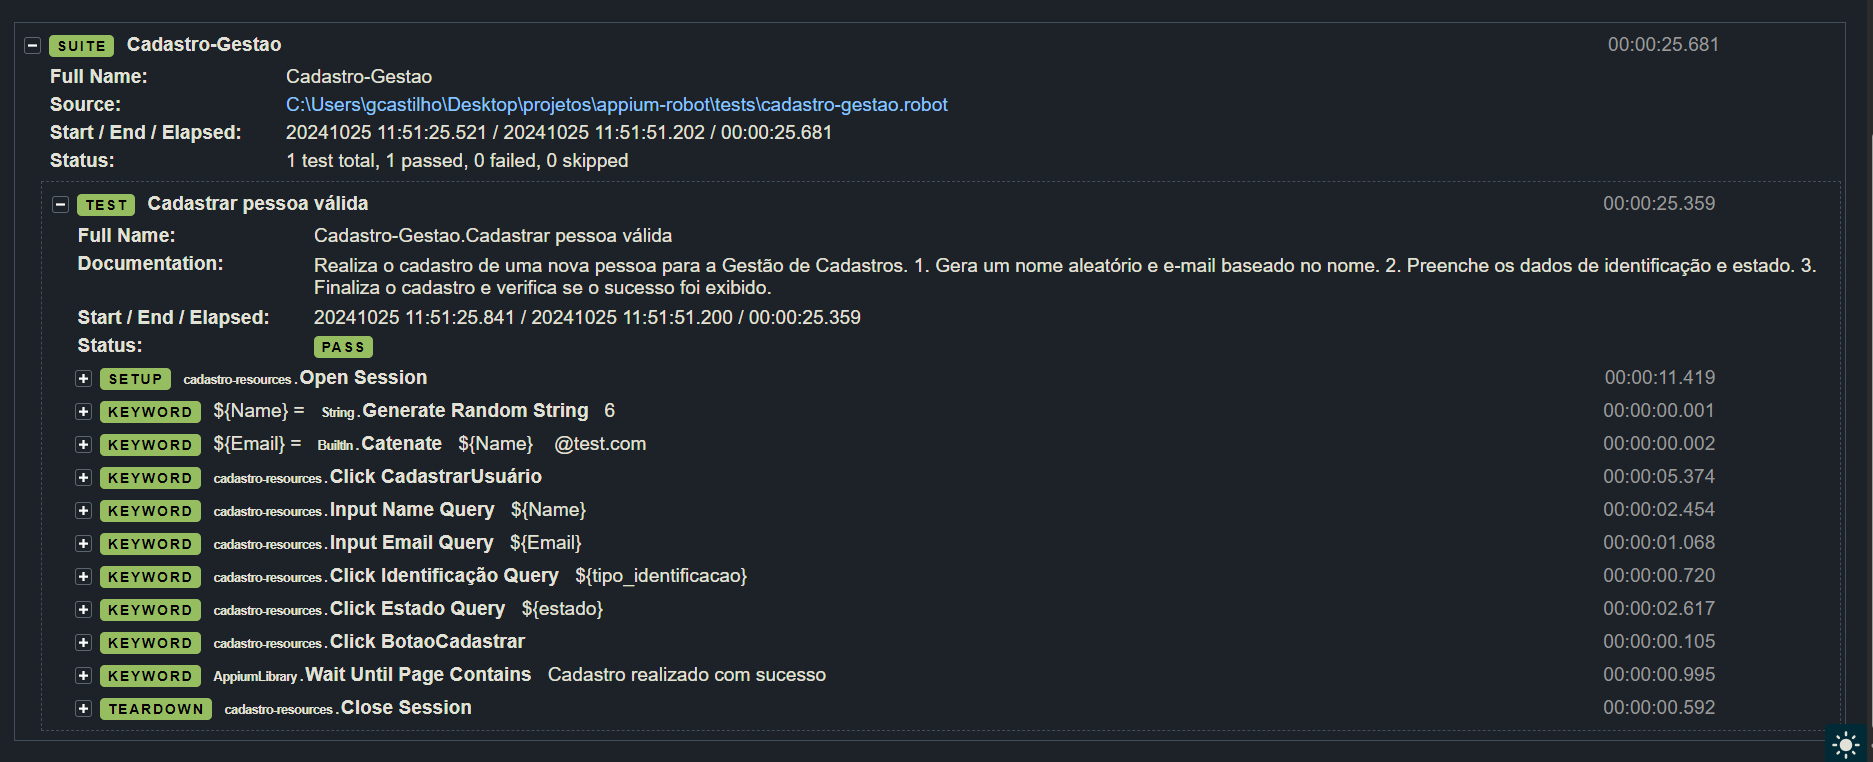 SUITE Cadastro-Gestao 00:00:25.681
Full Name: Cadastro-Gestao
Source: C:\Users\gcastilho\Desktop\projetos\appium-robot\tests\cadastro-gestao.robot
Start / End / Elapsed: 20241025 11:51:25.521 / 20241025 11:51:51.202 / 00:00:25.681
Status: 1 test total, 1 passed, 0 failed, 0 skipped
TEST Cadastrar pessoa válida 00:00:25.359
Full Name: Cadastro-Gestao.Cadastrar pessoa válida
Documentation: Realiza o cadastro de uma nova pessoa para a Gestão de Cadastros. 1. Gera um nome aleatório e e-mail baseado no nome. 2. Preenche os dados de identificação e estado. 3.
Finaliza o cadastro e verifica se o sucesso foi exibido.
Start / End / Elapsed: 20241025 11:51:25.841 / 20241025 11:51:51.200 / 00:00:25.359
Status: PASS
SETUP cadastro-resources.Open Session 00:00:11.419
KEYWORD ${Name} = String.Generate Random String 6 00:00:00.001
KEYWORD ${Email} = BuiltIn.Catenate ${Name} @test.com 00:00:00.002
KEYWORD cadastro-resources.Click CadastrarUsuário 00:00:05.374
KEYWORD cadastro-resources.Input Name Query ${Name} 00:00:02.454
KEYWORD cadastro-resources.Input Email Query ${Email} 00:00:01.068
KEYWORD cadastro-resources.Click Identificação Query ${tipo_identificacao} 00:00:00.720
KEYWORD cadastro-resources.Click Estado Query ${estado} 00:00:02.617
KEYWORD cadastro-resources.Click BotaoCadastrar 00:00:00.105
KEYWORD AppiumLibrary.Wait Until Page Contains Cadastro realizado com sucesso 00:00:00.995
TEARDOWN cadastro-resources.Close Session 00:00:00.592